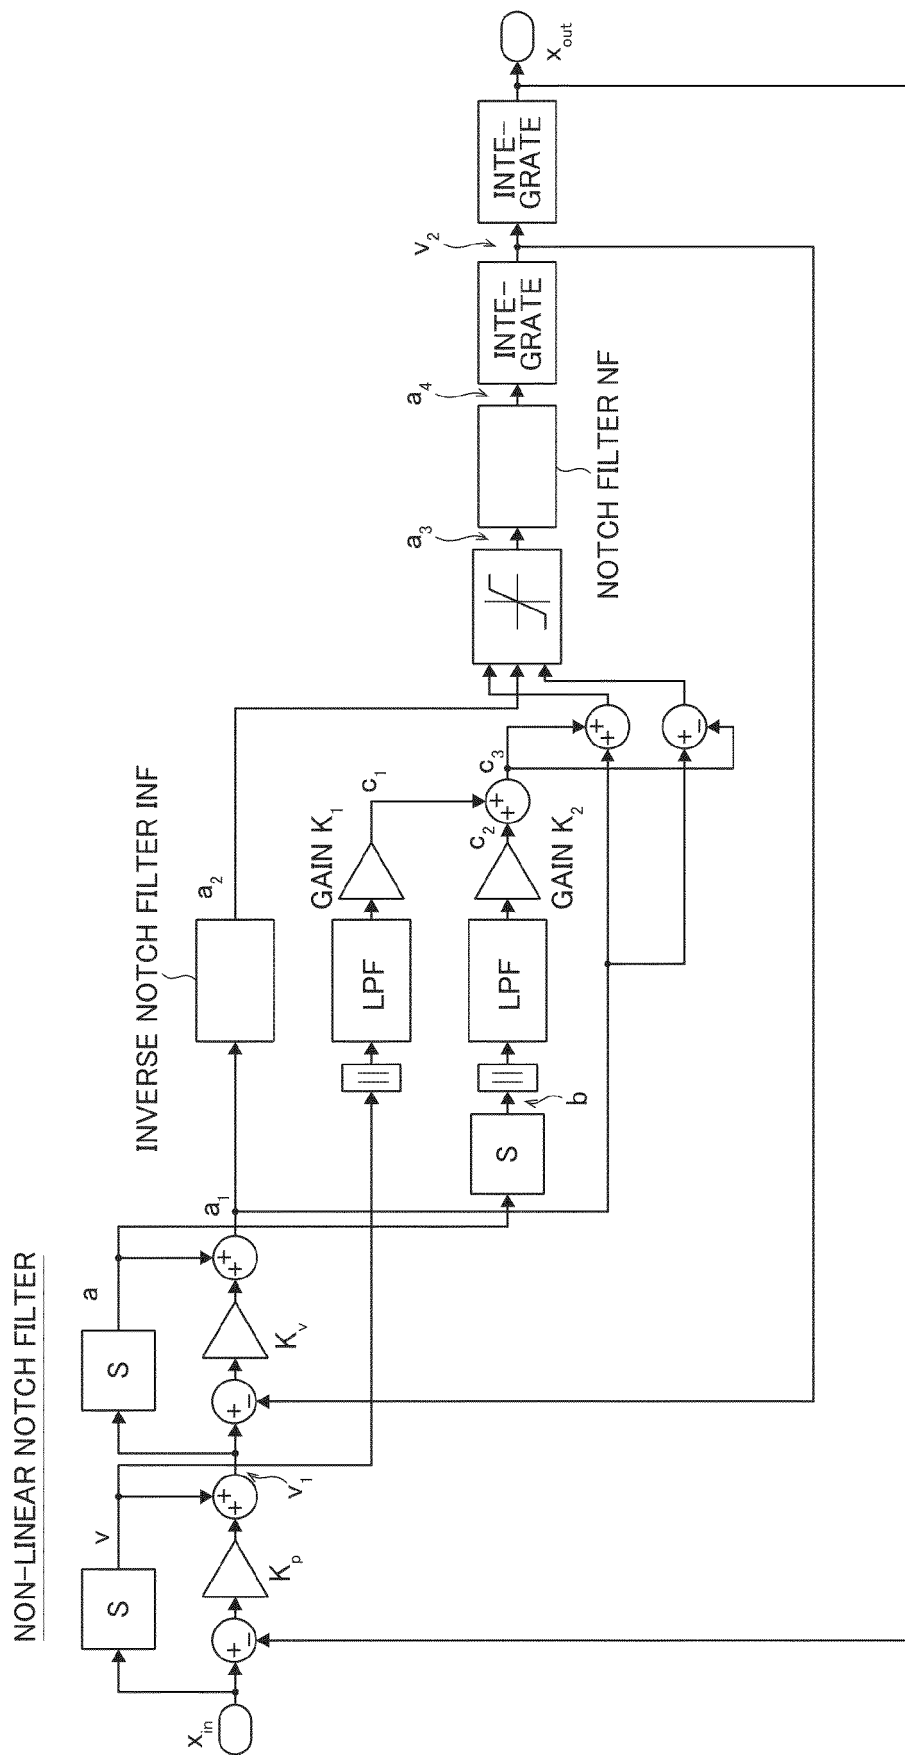 NON-LINEAR NOTCH FILTER
x_in
S
v
+
−
K_p
+
+
v_1
S
a
+
−
K_v
+
+
a_1
INVERSE NOTCH FILTER INF
a_2
LPF
GAIN K_1
c_1
S
b
LPF
GAIN K_2
c_2
+
+
c_3
+
+
+
−
a_3
NOTCH FILTER NF
a_4
INTE-
GRATE
v_2
INTE-
GRATE
x_out